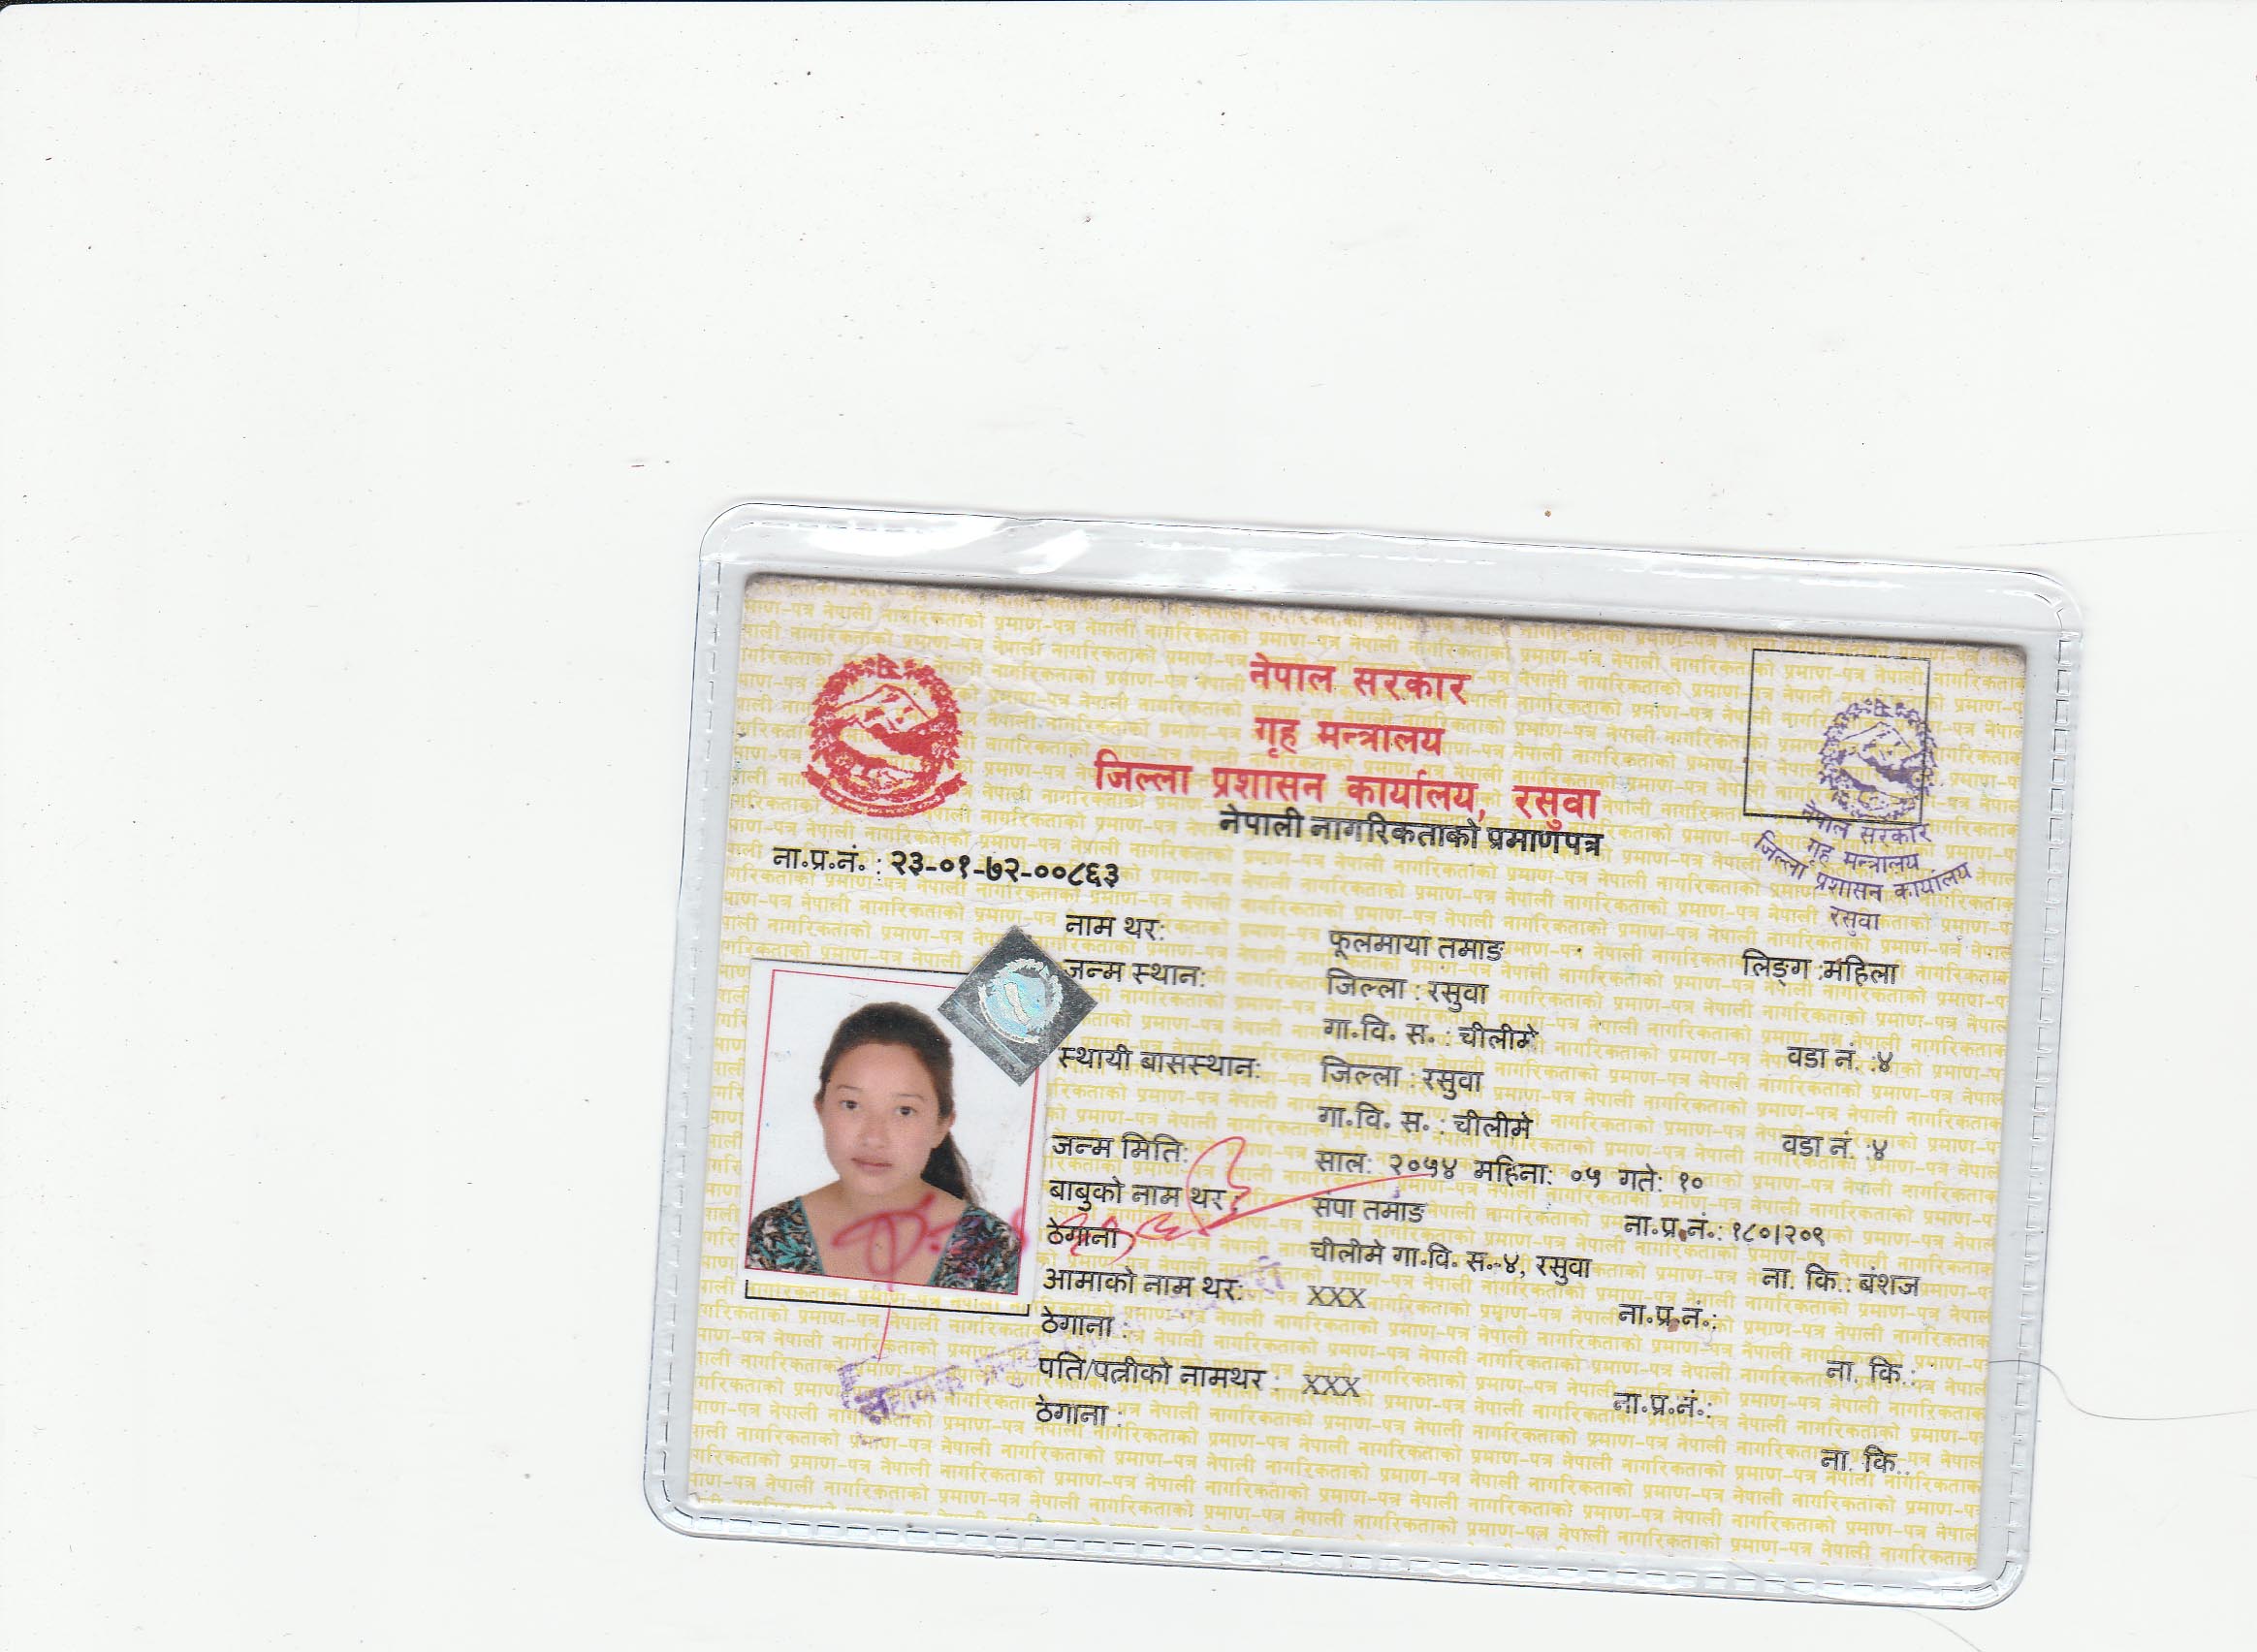 नेपाल सरकार
गृह मन्त्रालय
जिल्ला प्रशासन कार्यालय, रसुवा
नेपाली नागरिकताको प्रमाणपत्र
नेपाल सरकार
गृह मन्त्रालय
जिल्ला प्रशासन कार्यालय
रसुवा
ना.प्र.नं. : २३-०१-७२-००८६३
नाम थर: फूलमाया तमाङ लिङ्ग :महिला
जन्म स्थान: जिल्ला : रसुवा
गा.वि. स. : चीलीमे वडा नं. :४
स्थायी बासस्थान: जिल्ला : रसुवा
गा.वि. स. : चीलीमे वडा नं. :४
जन्म मिति: साल: २०५४ महिना: ०५ गते: १०
बाबुको नाम थर : संपा तमाङ ना.प्र.नं.: १८०/२०९
ठेगाना चीलीमे गा.वि. स.-४, रसुवा ना. कि.: बंशज
आमाको नाम थर: XXX ना.प्र.नं.:
ठेगाना : ना. कि.:
पति/पत्नीको नामथर : XXX ना.प्र.नं.:
ठेगाना : ना. कि.: